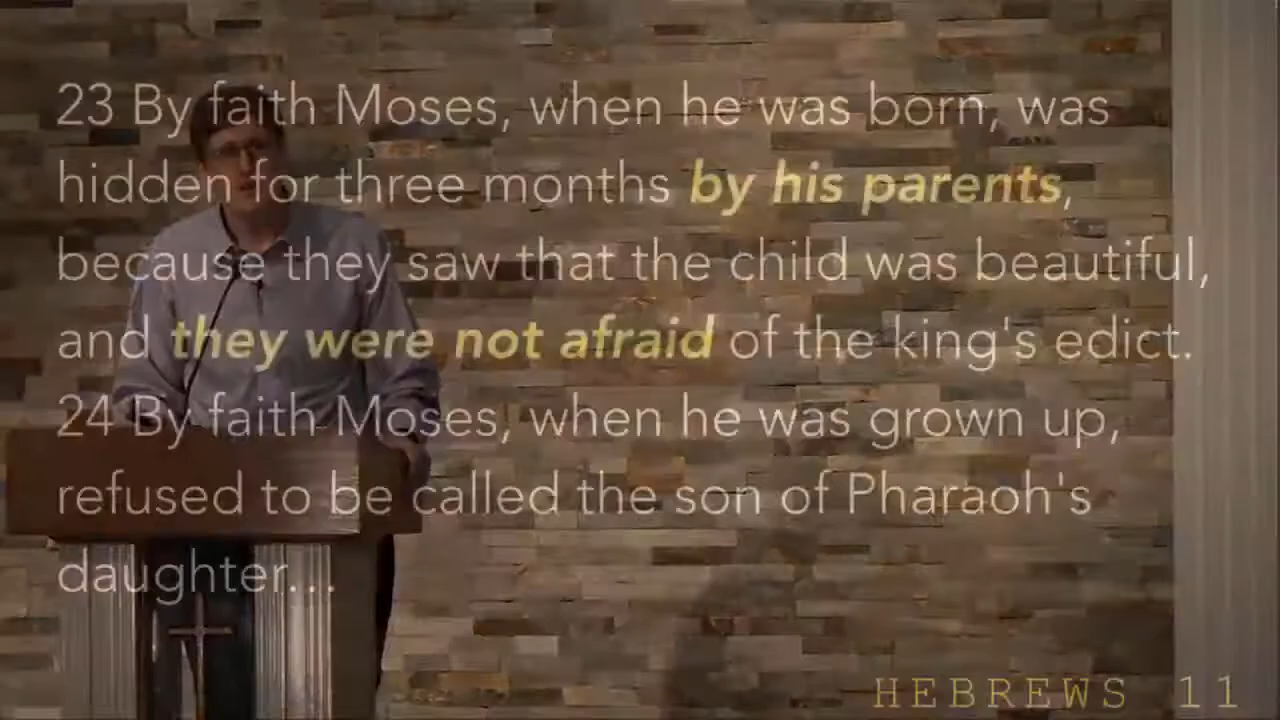 23 By faith Moses, when he was born, was
hidden for three months by his parents,
because they saw that the child was beautiful,
and they were not afraid of the king's edict.
24 By faith Moses, when he was grown up,
refused to be called the son of Pharaoh's
daughter...
HEBREWS 11